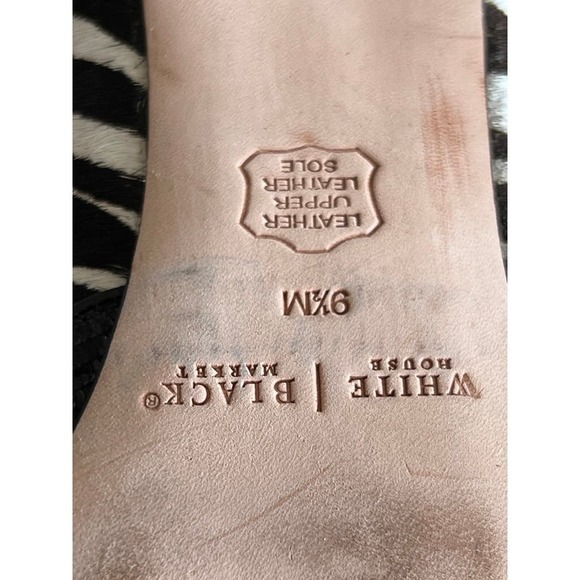 WHITE | BLACK®
HOUSE MARKET
9½M
LEATHER
UPPER
LEATHER
SOLE